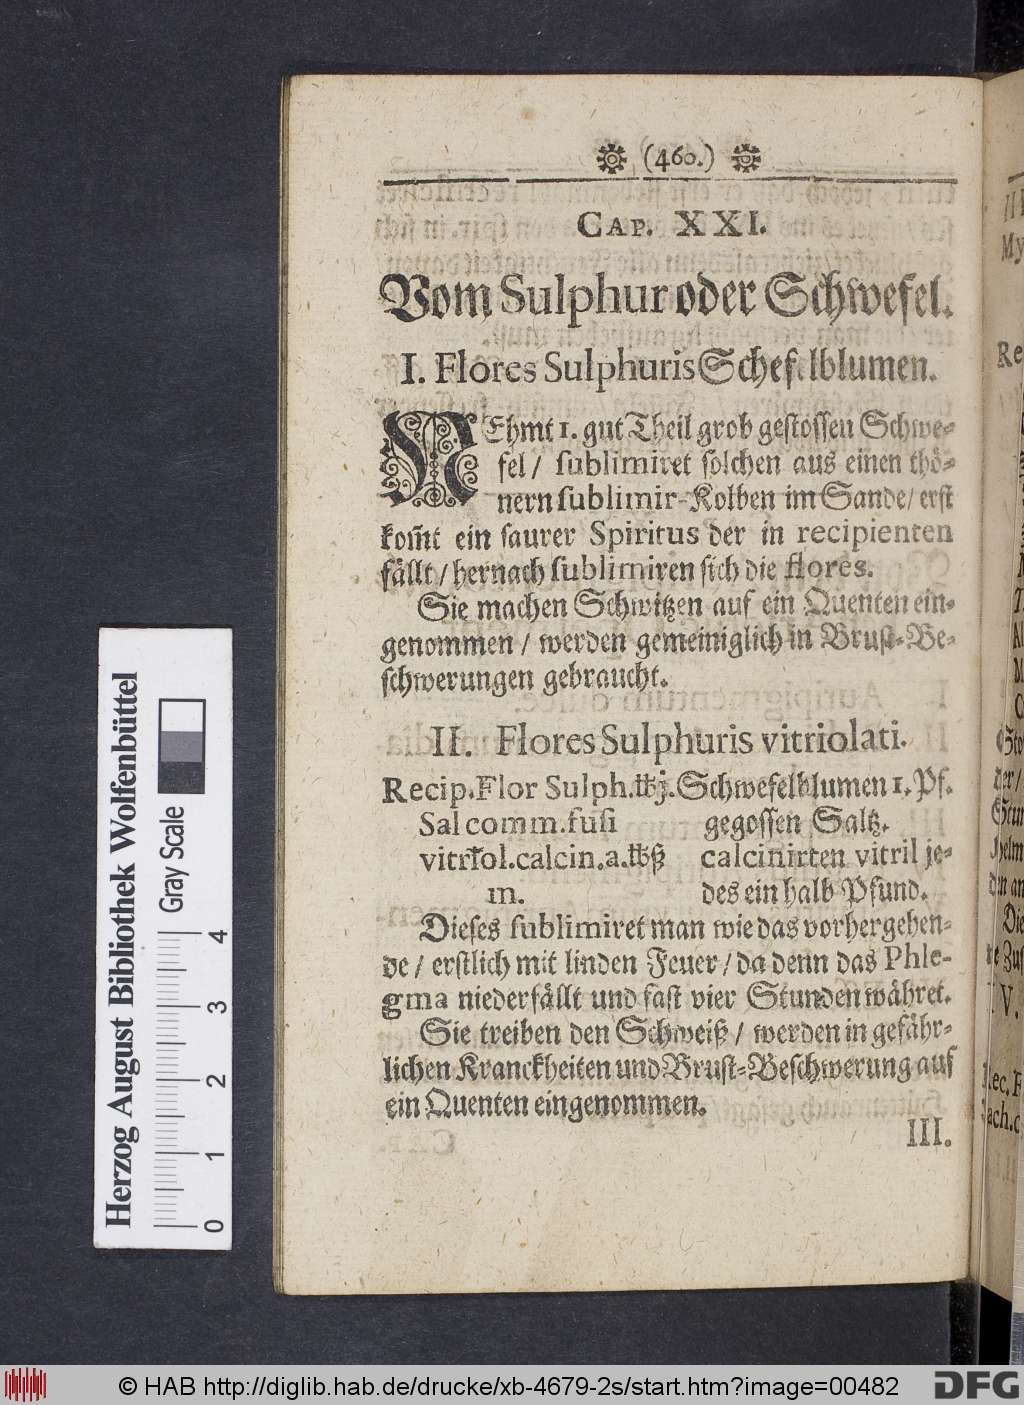 (460.)
CAP. XXI.
Vom Sulphur oder Schwefel.
I. Flores Sulphuris Schefelblumen.
NEhmt 1. gut Theil grob gestossen Schwe-
fel / sublimiret solchen aus einen thö-
nern sublimir-Kolben im Sande / erst
kom̃t ein saurer Spiritus der in recipienten
fällt / hernach sublimiren sich die flores.
Sie machen Schwitzen auf ein Quenten ein-
genommen / werden gemeiniglich in Brust-Be-
schwerungen gebraucht.
II. Flores Sulphuris vitriolati.
Recip. Flor Sulph. ℔j. Schwefelblumen 1. Pf.
Sal comm. fusi gegossen Saltz.
vitriol. calcin. a. ℔ß calcinirten vitril je-
m. des ein halb Pfund.
Dieses sublimiret man wie das vorhergehen-
de / erstlich mit linden Feuer / da denn das Phle-
gma niederfällt und fast vier Stunden währet.
Sie treiben den Schweiß / werden in gefähr-
lichen Kranckheiten und Brust-Beschwerung auf
ein Quenten eingenommen.
III.
Herzog August Bibliothek Wolfenbüttel
Gray Scale
0 1 2 3 4
© HAB http://diglib.hab.de/drucke/xb-4679-2s/start.htm?image=00482
DFG